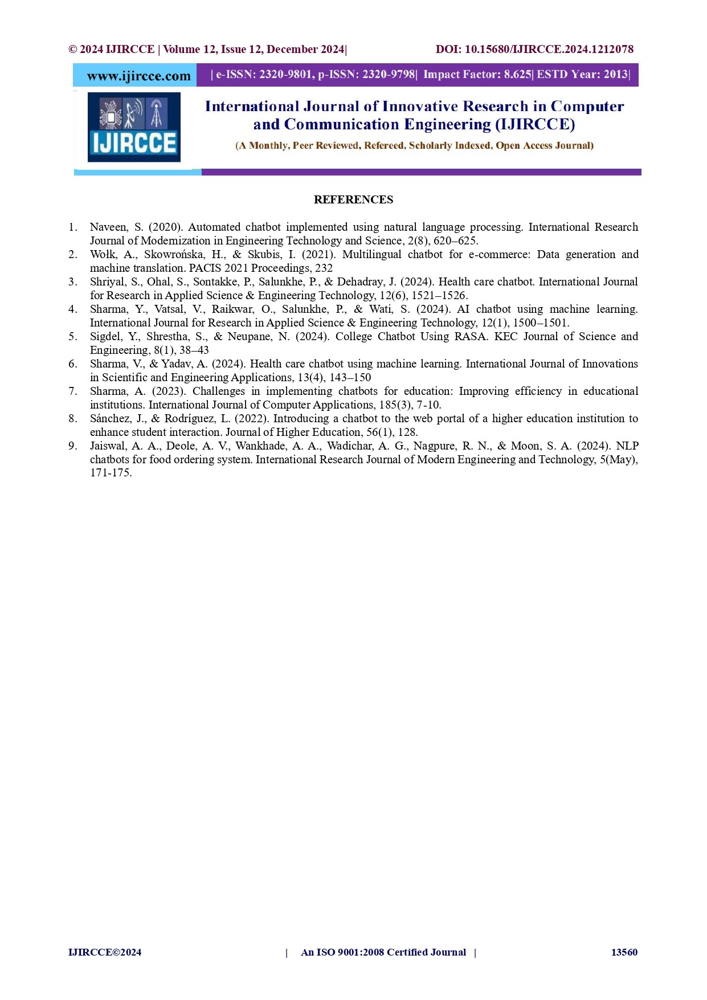 © 2024 IJIRCCE | Volume 12, Issue 12, December 2024| DOI: 10.15680/IJIRCCE.2024.1212078
www.ijircce.com | e-ISSN: 2320-9801, p-ISSN: 2320-9798| Impact Factor: 8.625| ESTD Year: 2013|
IJIRCCE
International Journal of Innovative Research in Computer
and Communication Engineering (IJIRCCE)
(A Monthly, Peer Reviewed, Refereed, Scholarly Indexed, Open Access Journal)
REFERENCES
1. Naveen, S. (2020). Automated chatbot implemented using natural language processing. International Research
Journal of Modernization in Engineering Technology and Science, 2(8), 620–625.
2. Wołk, A., Skowrońska, H., & Skubis, I. (2021). Multilingual chatbot for e-commerce: Data generation and
machine translation. PACIS 2021 Proceedings, 232
3. Shriyal, S., Ohal, S., Sontakke, P., Salunkhe, P., & Dehadray, J. (2024). Health care chatbot. International Journal
for Research in Applied Science & Engineering Technology, 12(6), 1521–1526.
4. Sharma, Y., Vatsal, V., Raikwar, O., Salunkhe, P., & Wati, S. (2024). AI chatbot using machine learning.
International Journal for Research in Applied Science & Engineering Technology, 12(1), 1500–1501.
5. Sigdel, Y., Shrestha, S., & Neupane, N. (2024). College Chatbot Using RASA. KEC Journal of Science and
Engineering, 8(1), 38–43
6. Sharma, V., & Yadav, A. (2024). Health care chatbot using machine learning. International Journal of Innovations
in Scientific and Engineering Applications, 13(4), 143–150
7. Sharma, A. (2023). Challenges in implementing chatbots for education: Improving efficiency in educational
institutions. International Journal of Computer Applications, 185(3), 7-10.
8. Sánchez, J., & Rodríguez, L. (2022). Introducing a chatbot to the web portal of a higher education institution to
enhance student interaction. Journal of Higher Education, 56(1), 128.
9. Jaiswal, A. A., Deole, A. V., Wankhade, A. A., Wadichar, A. G., Nagpure, R. N., & Moon, S. A. (2024). NLP
chatbots for food ordering system. International Research Journal of Modern Engineering and Technology, 5(May),
171-175.
IJIRCCE©2024 | An ISO 9001:2008 Certified Journal | 13560